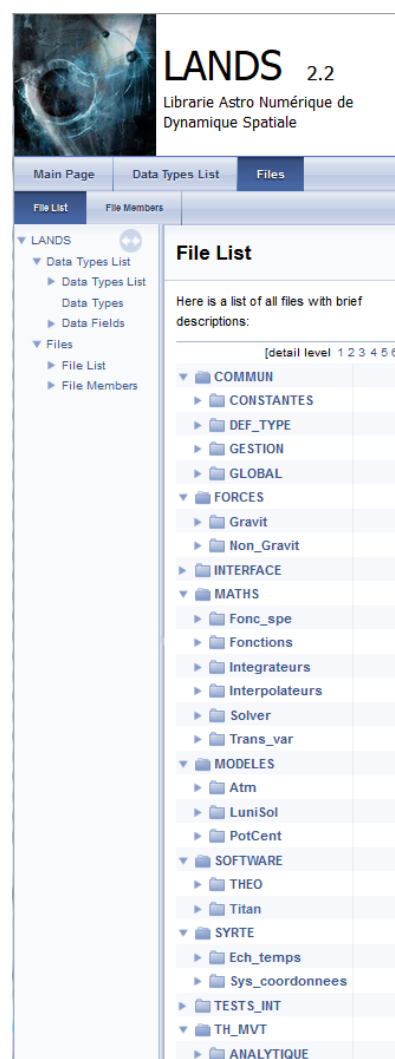 LANDS 2.2
Librarie Astro Numérique de
Dynamique Spatiale
Main Page Data Types List Files
File List File Members
LANDS
Data Types List
Data Types List
Data Types
Data Fields
Files
File List
File Members
File List
Here is a list of all files with brief
descriptions:
[detail level 1 2 3 4 5 6
COMMUN
CONSTANTES
DEF_TYPE
GESTION
GLOBAL
FORCES
Gravit
Non_Gravit
INTERFACE
MATHS
Fonc_spe
Fonctions
Integrateurs
Interpolateurs
Solver
Trans_var
MODELES
Atm
LuniSol
PotCent
SOFTWARE
THEO
Titan
SYRTE
Ech_temps
Sys_coordonnees
TESTS_INT
TH_MVT
ANALYTIQUE